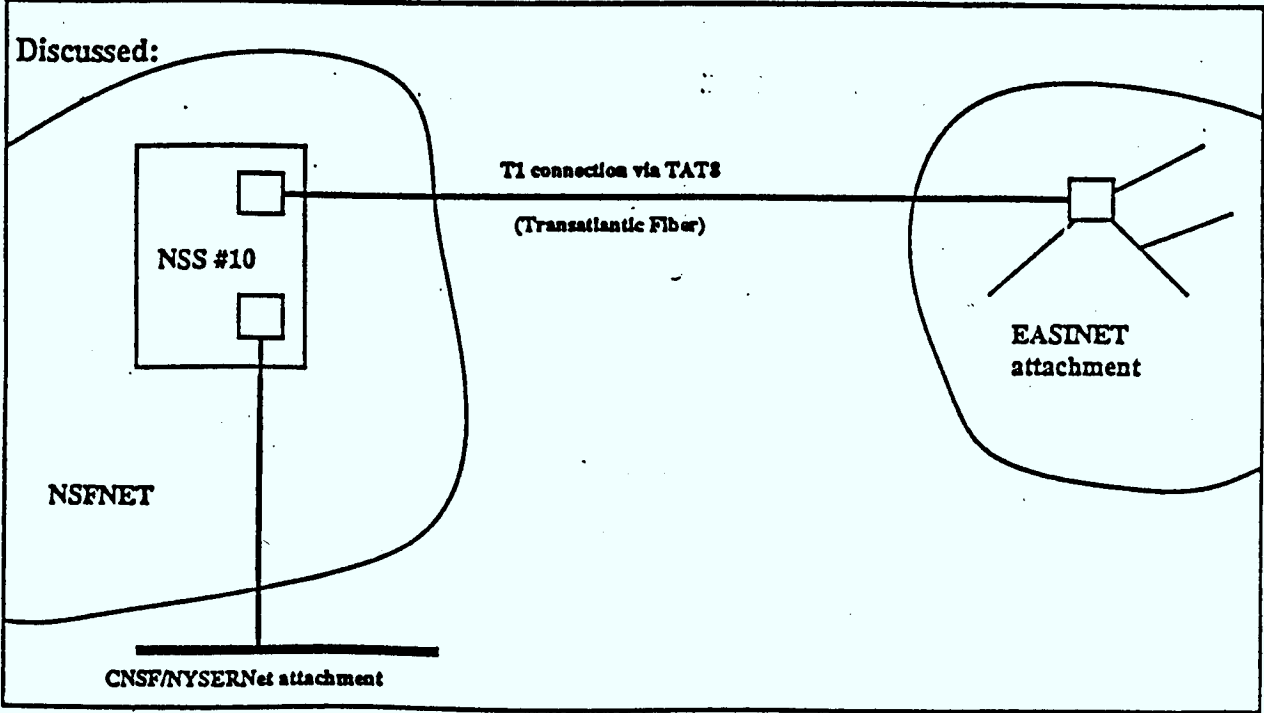 Discussed:
T1 connection via TAT8
(Transatlantic Fiber)
NSS #10
EASINET
attachment
NSFNET
CNSF/NYSERNet attachment